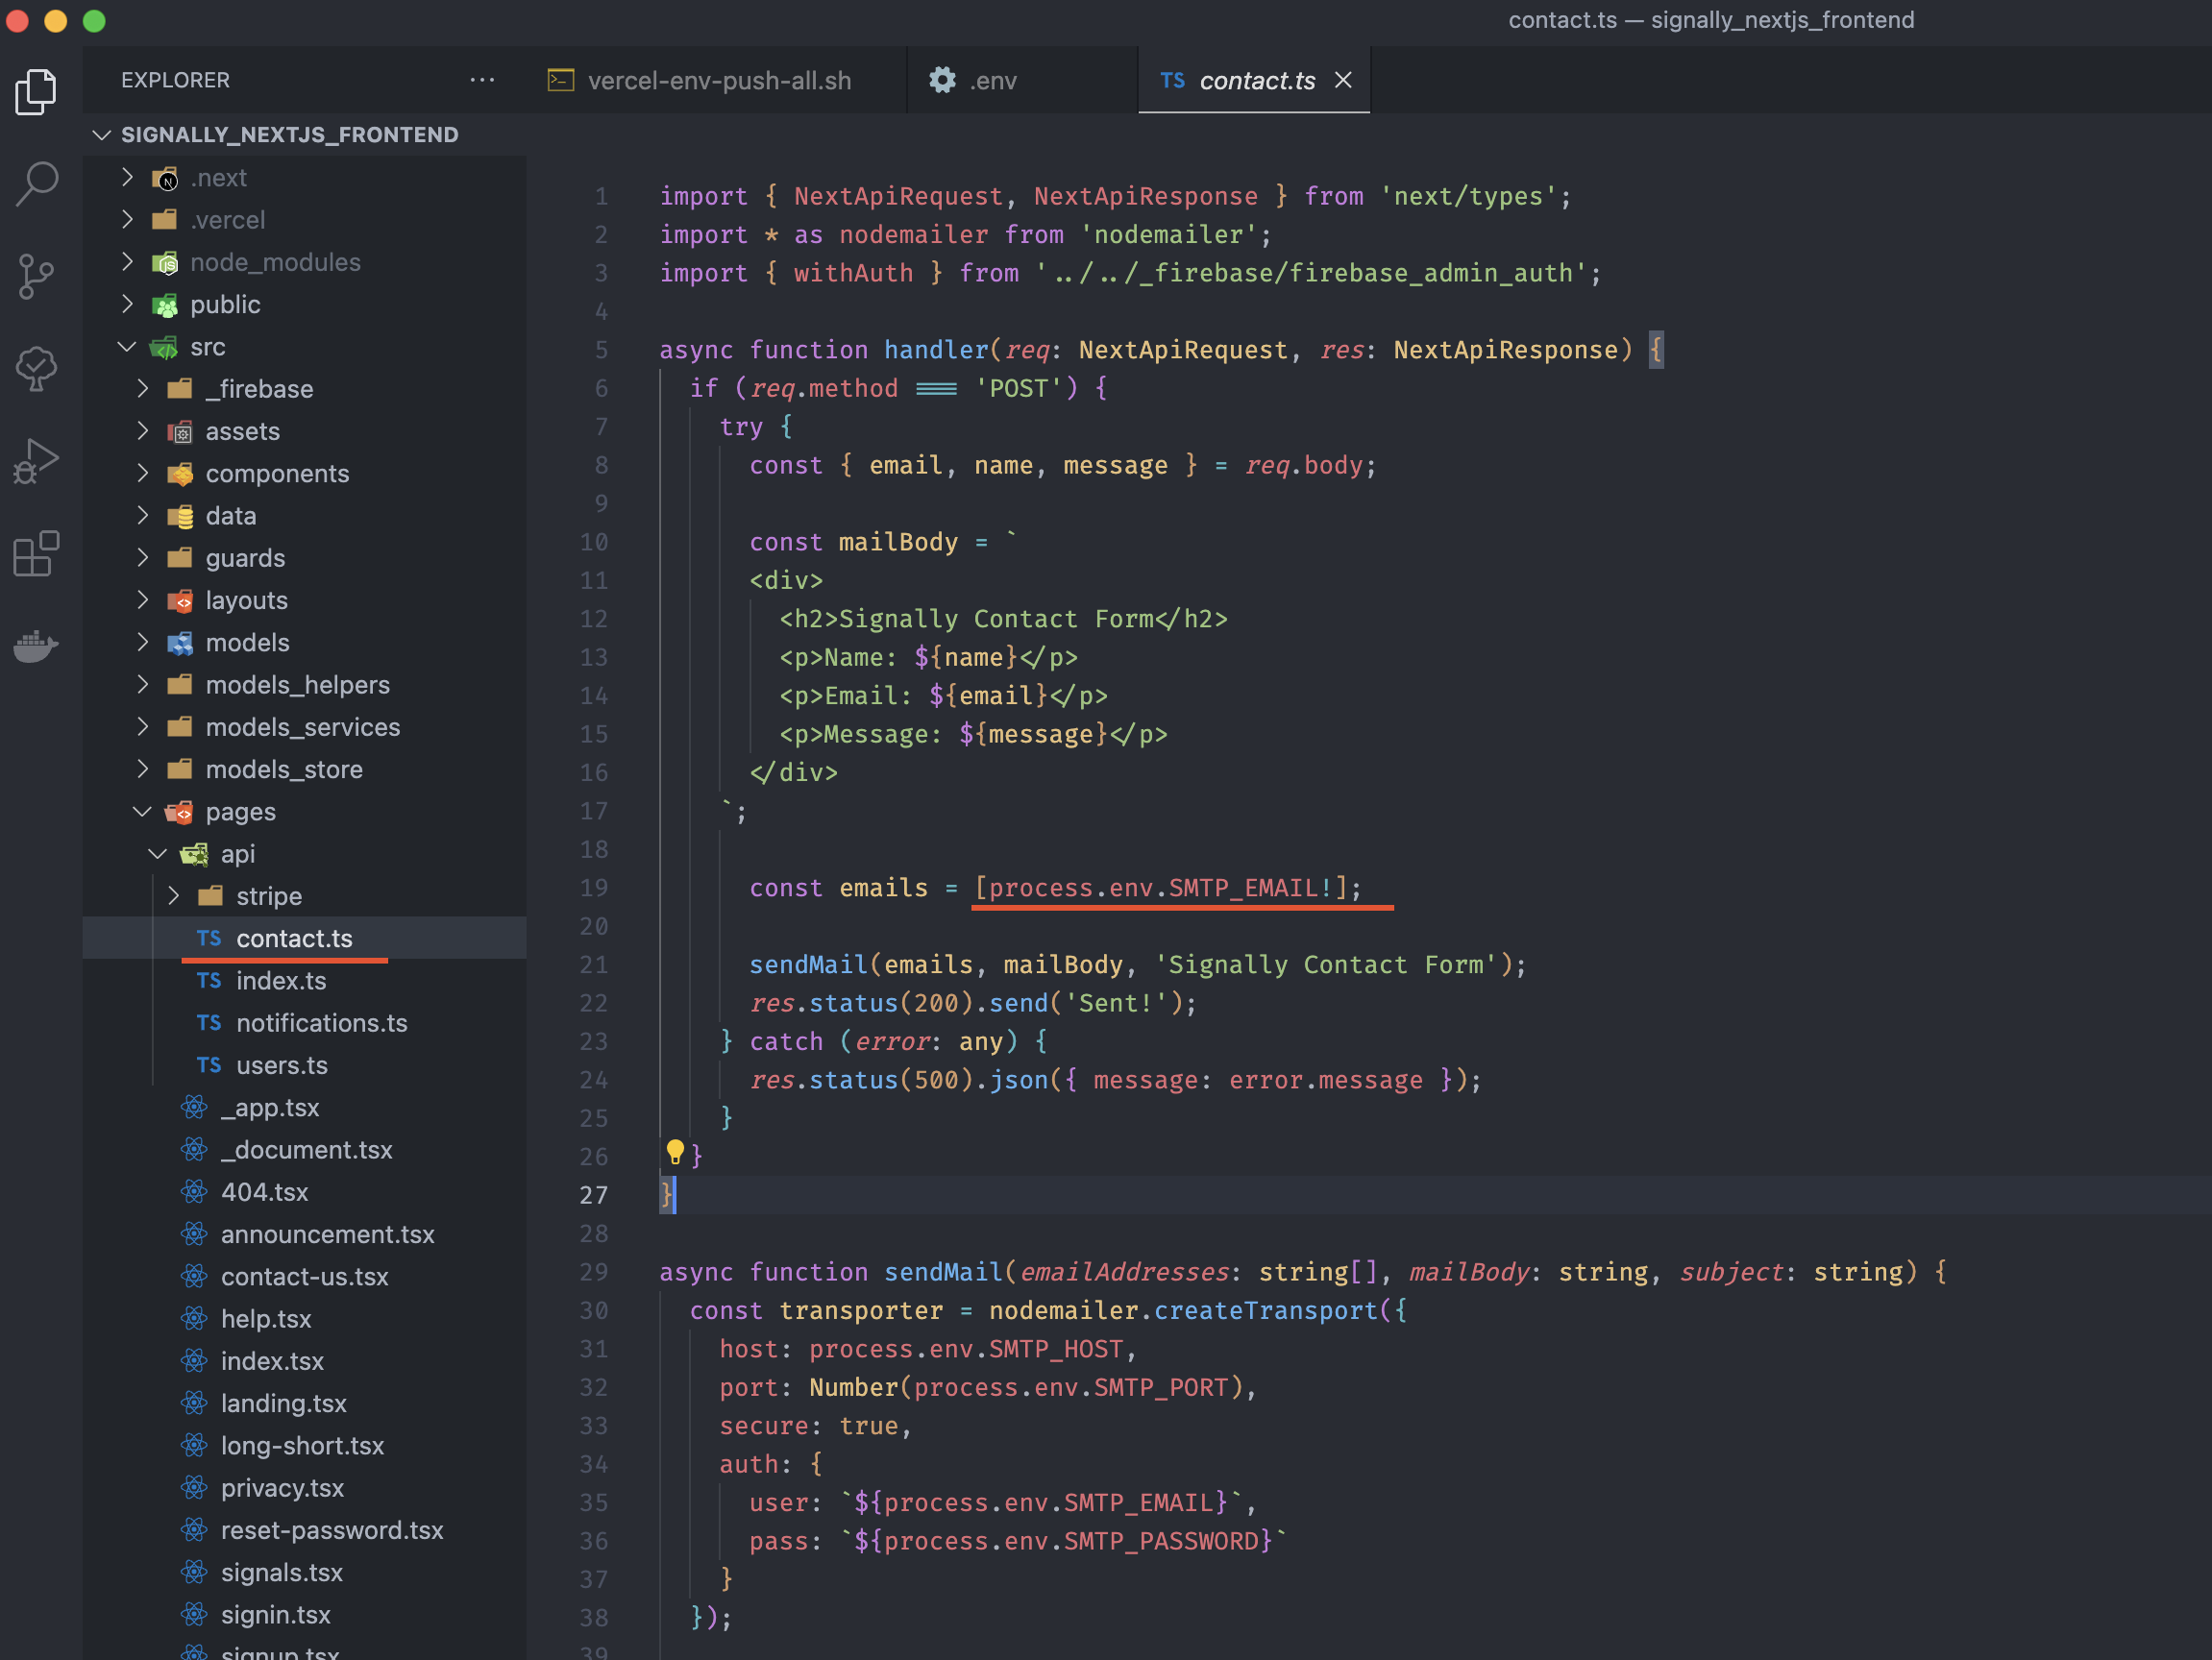 contact.ts — signally_nextjs_frontend
EXPLORER
vercel-env-push-all.sh
.env
TS contact.ts
SIGNALLY_NEXTJS_FRONTEND
.next
.vercel
node_modules
public
src
_firebase
assets
components
data
guards
layouts
models
models_helpers
models_services
models_store
pages
api
stripe
TS contact.ts
TS index.ts
TS notifications.ts
TS users.ts
_app.tsx
_document.tsx
404.tsx
announcement.tsx
contact-us.tsx
help.tsx
index.tsx
landing.tsx
long-short.tsx
privacy.tsx
reset-password.tsx
signals.tsx
signin.tsx
signup.tsx
1 import { NextApiRequest, NextApiResponse } from 'next/types';
2 import * as nodemailer from 'nodemailer';
3 import { withAuth } from '../../_firebase/firebase_admin_auth';
4
5 async function handler(req: NextApiRequest, res: NextApiResponse) {
6 if (req.method === 'POST') {
7 try {
8 const { email, name, message } = req.body;
9
10 const mailBody = `
11 <div>
12 <h2>Signally Contact Form</h2>
13 <p>Name: ${name}</p>
14 <p>Email: ${email}</p>
15 <p>Message: ${message}</p>
16 </div>
17 `;
18
19 const emails = [process.env.SMTP_EMAIL!];
20
21 sendMail(emails, mailBody, 'Signally Contact Form');
22 res.status(200).send('Sent!');
23 } catch (error: any) {
24 res.status(500).json({ message: error.message });
25 }
26 }
27 }
28
29 async function sendMail(emailAddresses: string[], mailBody: string, subject: string) {
30 const transporter = nodemailer.createTransport({
31 host: process.env.SMTP_HOST,
32 port: Number(process.env.SMTP_PORT),
33 secure: true,
34 auth: {
35 user: `${process.env.SMTP_EMAIL}`,
36 pass: `${process.env.SMTP_PASSWORD}`
37 }
38 });
39